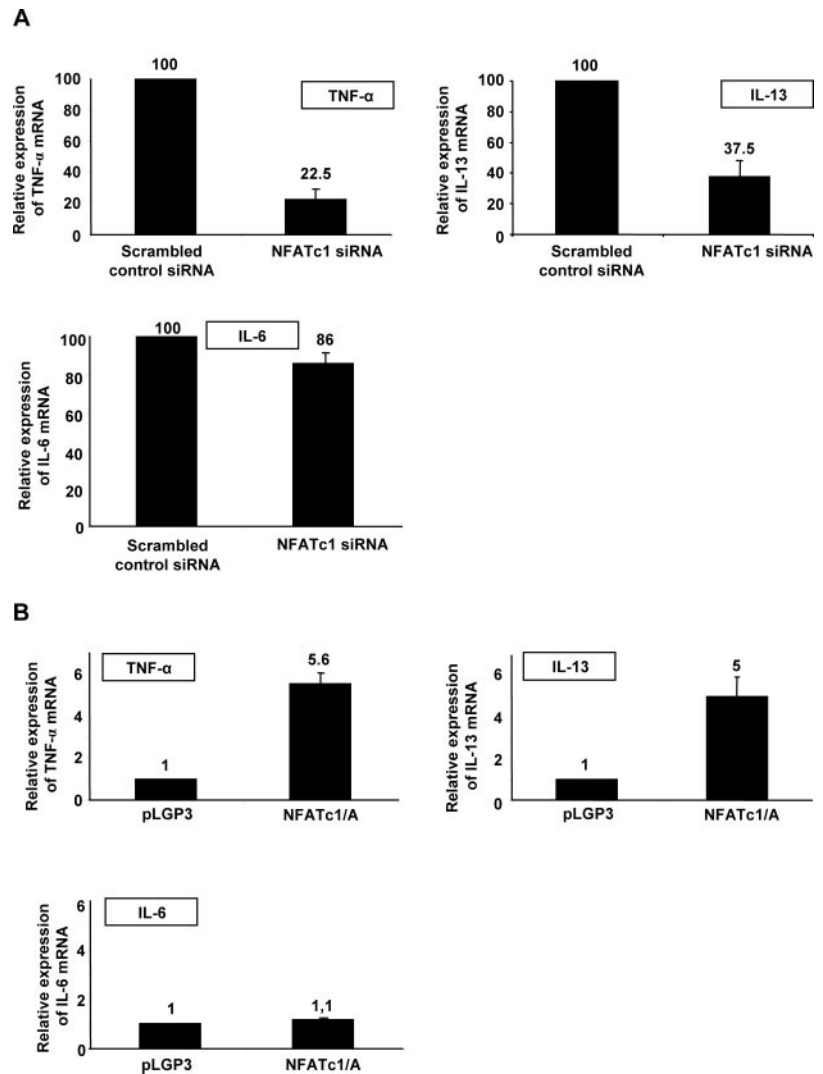 A
Relative expression
of TNF-α mRNA
100
80
60
40
20
0
100
22.5
TNF-α
Scrambled
control siRNA
NFATc1 siRNA
Relative expression
of IL-13 mRNA
100
80
60
40
20
0
100
37.5
IL-13
Scrambled
control siRNA
NFATc1 siRNA
Relative expression
of IL-6 mRNA
100
80
60
40
20
0
100
IL-6
86
Scrambled
control siRNA
NFATc1 siRNA
B
Relative expression
of TNF-α mRNA
6
4
2
0
TNF-α
1
5.6
pLGP3
NFATc1/A
Relative expression
of IL-13 mRNA
6
4
2
0
IL-13
1
5
pLGP3
NFATc1/A
Relative expression
of IL-6 mRNA
6
4
2
0
IL-6
1
1,1
pLGP3
NFATc1/A